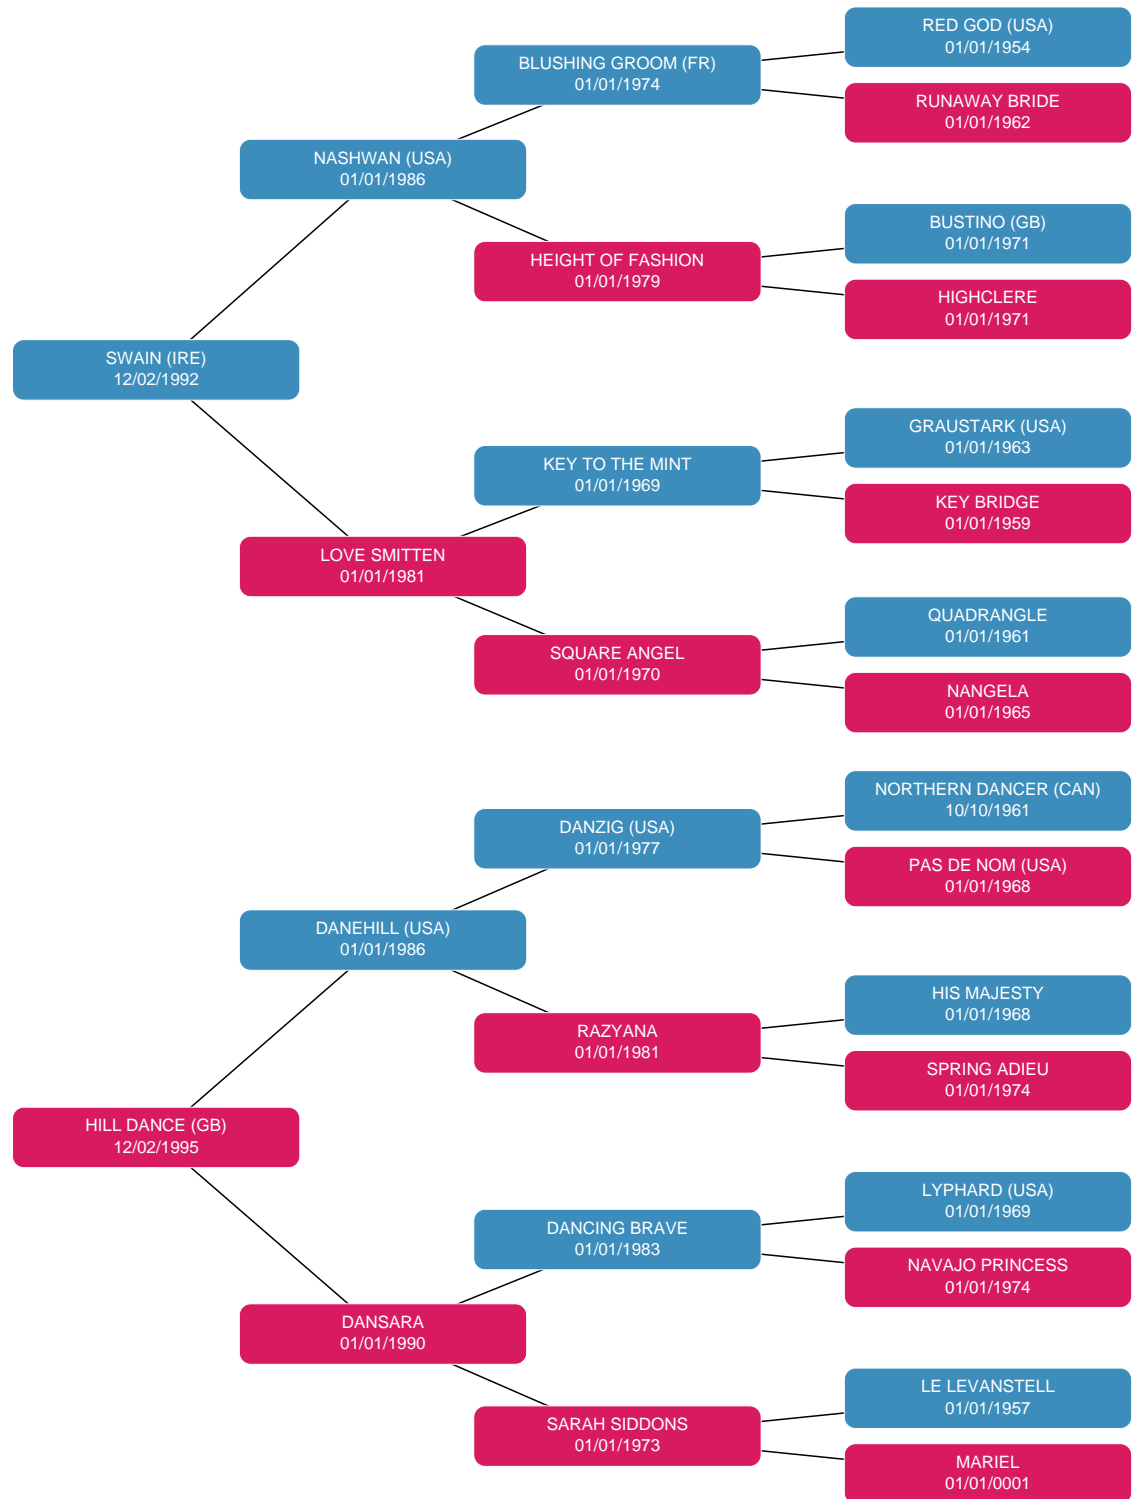 RED GOD (USA)
01/01/1954
BLUSHING GROOM (FR)
01/01/1974
RUNAWAY BRIDE
01/01/1962
NASHWAN (USA)
01/01/1986
BUSTINO (GB)
01/01/1971
HEIGHT OF FASHION
01/01/1979
HIGHCLERE
01/01/1971
SWAIN (IRE)
12/02/1992
GRAUSTARK (USA)
01/01/1963
KEY TO THE MINT
01/01/1969
KEY BRIDGE
01/01/1959
LOVE SMITTEN
01/01/1981
QUADRANGLE
01/01/1961
SQUARE ANGEL
01/01/1970
NANGELA
01/01/1965
NORTHERN DANCER (CAN)
10/10/1961
DANZIG (USA)
01/01/1977
PAS DE NOM (USA)
01/01/1968
DANEHILL (USA)
01/01/1986
HIS MAJESTY
01/01/1968
RAZYANA
01/01/1981
SPRING ADIEU
01/01/1974
HILL DANCE (GB)
12/02/1995
LYPHARD (USA)
01/01/1969
DANCING BRAVE
01/01/1983
NAVAJO PRINCESS
01/01/1974
DANSARA
01/01/1990
LE LEVANSTELL
01/01/1957
SARAH SIDDONS
01/01/1973
MARIEL
01/01/0001